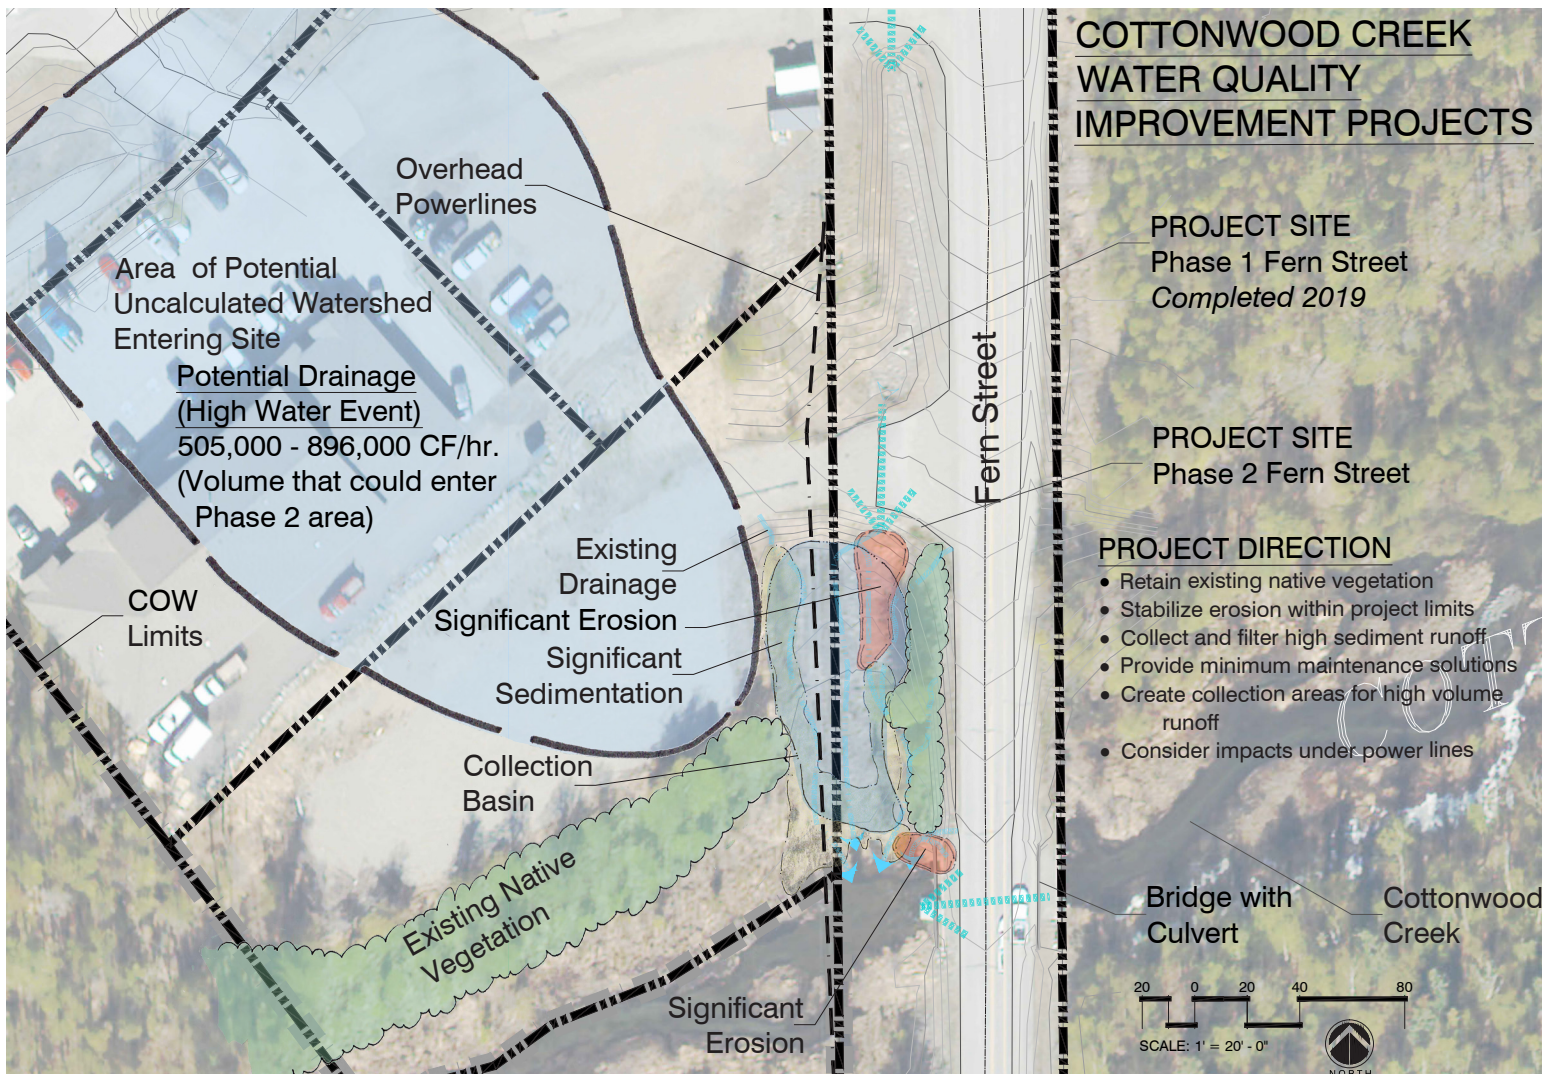 COTTONWOOD CREEK
WATER QUALITY
IMPROVEMENT PROJECTS
Overhead
Powerlines
PROJECT SITE
Phase 1 Fern Street
Completed 2019
Area of Potential
Uncalculated Watershed
Entering Site
Potential Drainage
(High Water Event)
505,000 - 896,000 CF/hr.
(Volume that could enter
Phase 2 area)
Fern Street
PROJECT SITE
Phase 2 Fern Street
Existing
Drainage
Significant Erosion
Significant
Sedimentation
COW
Limits
PROJECT DIRECTION
• Retain existing native vegetation
• Stabilize erosion within project limits
• Collect and filter high sediment runoff
• Provide minimum maintenance solutions
• Create collection areas for high volume
runoff
• Consider impacts under power lines
COT
Collection
Basin
Existing Native
Vegetation
Bridge with
Culvert
Cottonwood
Creek
Significant
Erosion
20 0 20 40 80
SCALE: 1' = 20' - 0"
NORTH